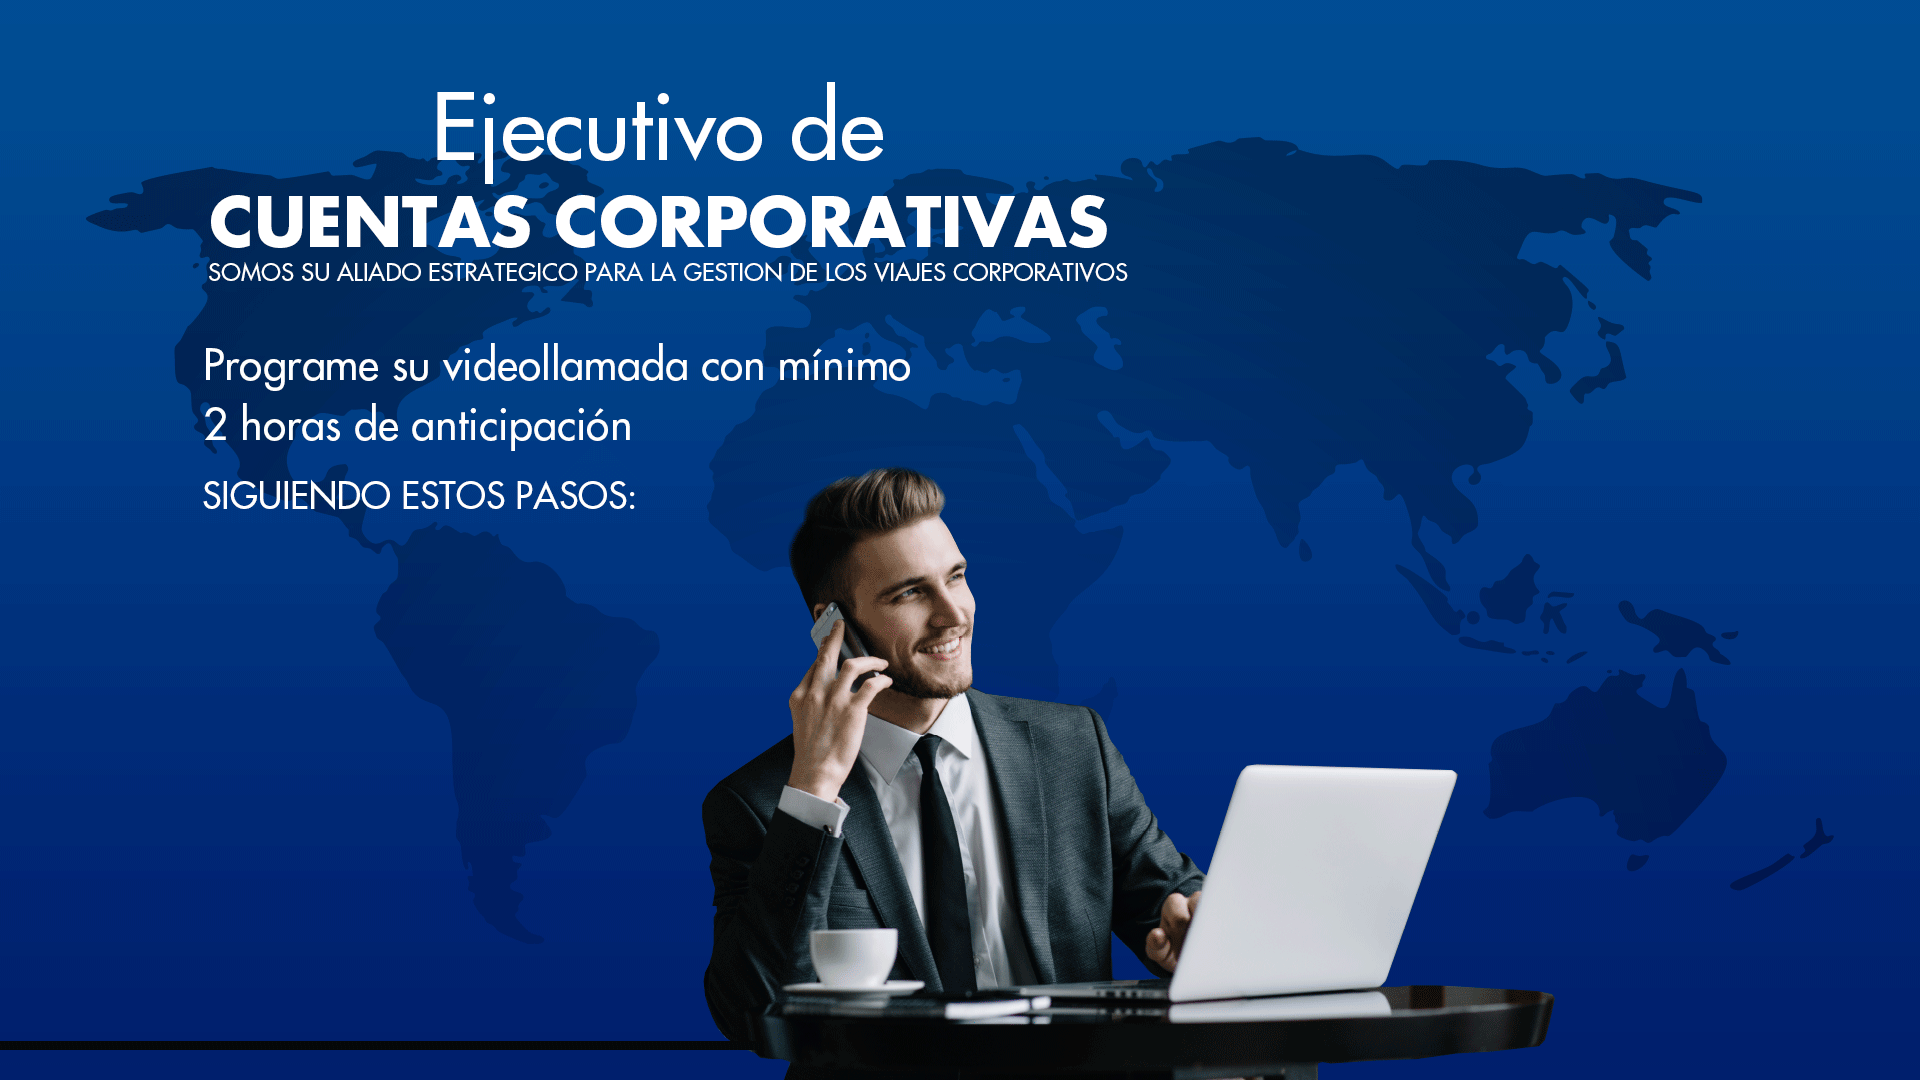 Ejecutivo de
CUENTAS CORPORATIVAS
SOMOS SU ALIADO ESTRATEGICO PARA LA GESTION DE LOS VIAJES CORPORATIVOS
Programe su videollamada con mínimo
2 horas de anticipación
SIGUIENDO ESTOS PASOS: